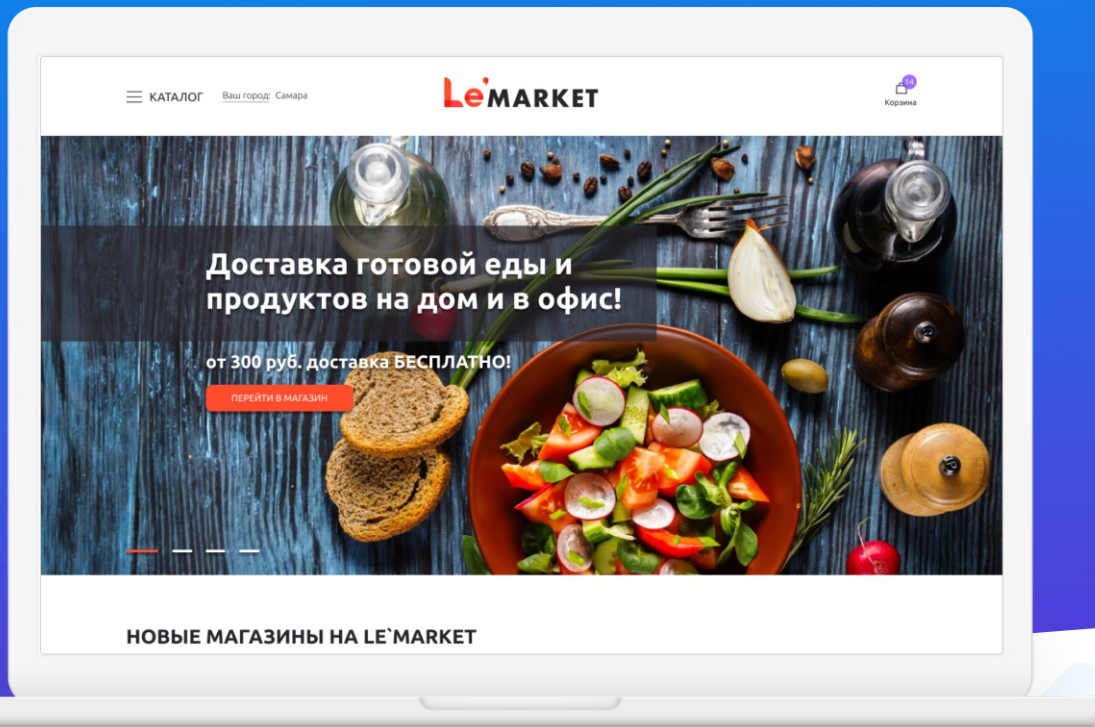 КАТАЛОГ
Ваш город: Самара
Le'MARKET
14
Корзина
Доставка готовой еды и
продуктов на дом и в офис!
от 300 руб. доставка БЕСПЛАТНО!
ПЕРЕЙТИ В МАГАЗИН
НОВЫЕ МАГАЗИНЫ НА LE`MARKET